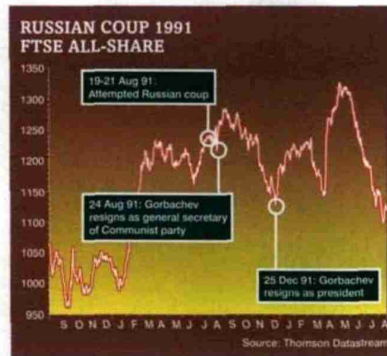 RUSSIAN COUP 1991
FTSE ALL-SHARE
1350
1300
1250
1200
1150
1100
1050
1000
950
19-21 Aug 91:
Attempted Russian coup
24 Aug 91: Gorbachev
resigns as general secretary
of Communist party
25 Dec 91: Gorbachev
resigns as president
S O N D J F M A M J J A S O N D J F M A M J J A
Source: Thomson Datastream